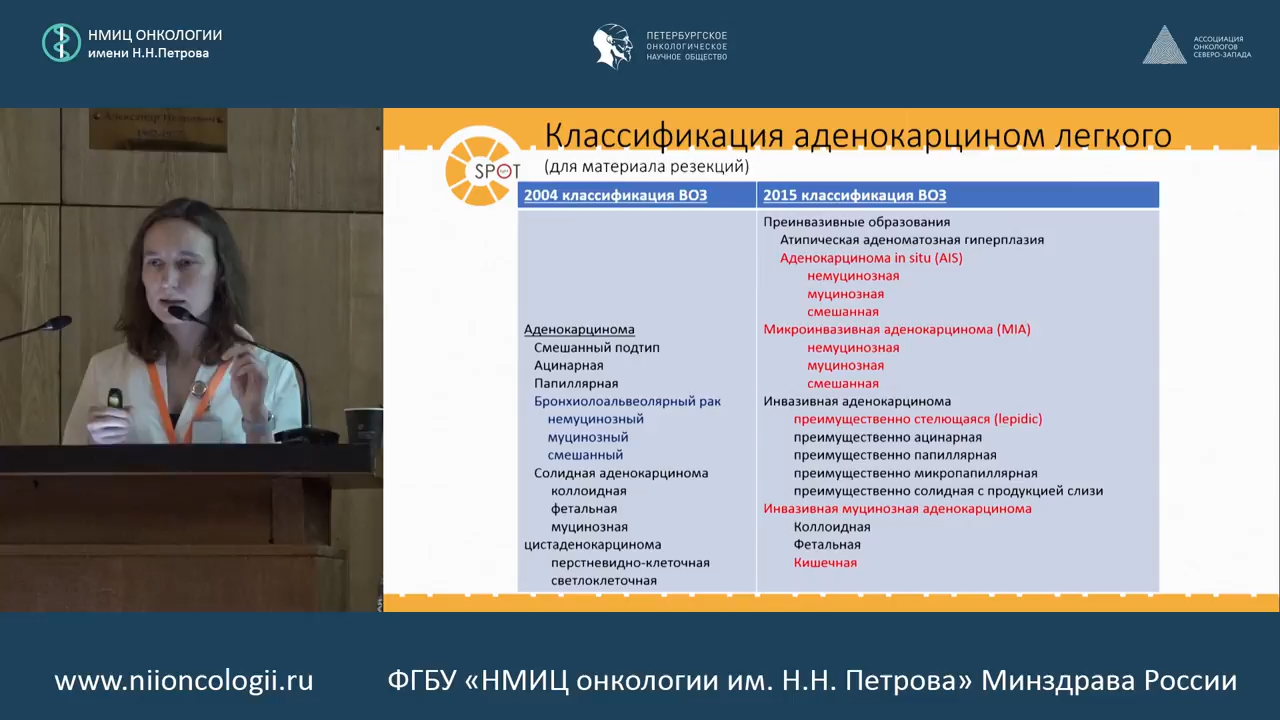 НМИЦ ОНКОЛОГИИ
имени Н.Н.Петрова
ПЕТЕРБУРГСКОЕ
ОНКОЛОГИЧЕСКОЕ
НАУЧНОЕ ОБЩЕСТВО
АССОЦИАЦИЯ
ОНКОЛОГОВ
СЕВЕРО-ЗАПАДА
Классификация аденокарцином легкого
(для материала резекций)
SPOT
2004 классификация ВОЗ
Аденокарцинома
Смешанный подтип
Ацинарная
Папиллярная
Бронхиолоальвеолярный рак
немуцинозный
муцинозный
смешанный
Солидная аденокарцинома
коллоидная
фетальная
муцинозная
цистаденокарцинома
перстневидно-клеточная
светлоклеточная
2015 классификация ВОЗ
Преинвазивные образования
Атипическая аденоматозная гиперплазия
Аденокарцинома in situ (AIS)
немуцинозная
муцинозная
смешанная
Микроинвазивная аденокарцинома (MIA)
немуцинозная
муцинозная
смешанная
Инвазивная аденокарцинома
преимущественно стелющаяся (lepidic)
преимущественно ацинарная
преимущественно папиллярная
преимущественно микропапиллярная
преимущественно солидная с продукцией слизи
Инвазивная муцинозная аденокарцинома
Коллоидная
Фетальная
Кишечная
www.niioncologii.ru
ФГБУ «НМИЦ онкологии им. Н.Н. Петрова» Минздрава России